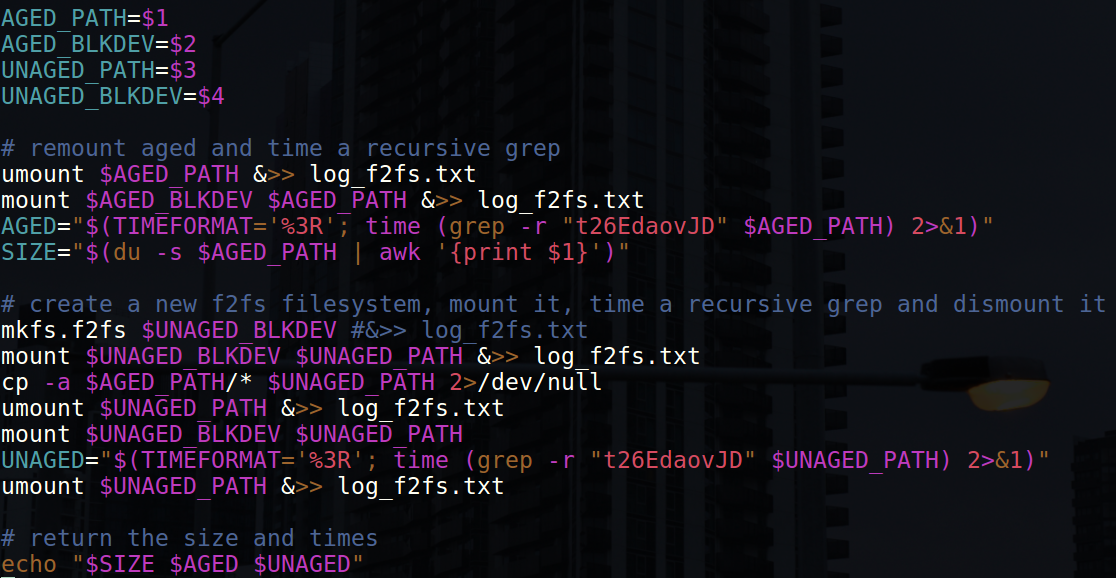 AGED_PATH=$1
AGED_BLKDEV=$2
UNAGED_PATH=$3
UNAGED_BLKDEV=$4
# remount aged and time a recursive grep
umount $AGED_PATH &>> log_f2fs.txt
mount $AGED_BLKDEV $AGED_PATH &>> log_f2fs.txt
AGED="$(TIMEFORMAT='%3R'; time (grep -r "t26EdaovJD" $AGED_PATH) 2>&1)"
SIZE="$(du -s $AGED_PATH | awk '{print $1}')"
# create a new f2fs filesystem, mount it, time a recursive grep and dismount it
mkfs.f2fs $UNAGED_BLKDEV #&>> log_f2fs.txt
mount $UNAGED_BLKDEV $UNAGED_PATH &>> log_f2fs.txt
cp -a $AGED_PATH/* $UNAGED_PATH 2>/dev/null
umount $UNAGED_PATH &>> log_f2fs.txt
mount $UNAGED_BLKDEV $UNAGED_PATH
UNAGED="$(TIMEFORMAT='%3R'; time (grep -r "t26EdaovJD" $UNAGED_PATH) 2>&1)"
umount $UNAGED_PATH &>> log_f2fs.txt
# return the size and times
echo "$SIZE $AGED $UNAGED"